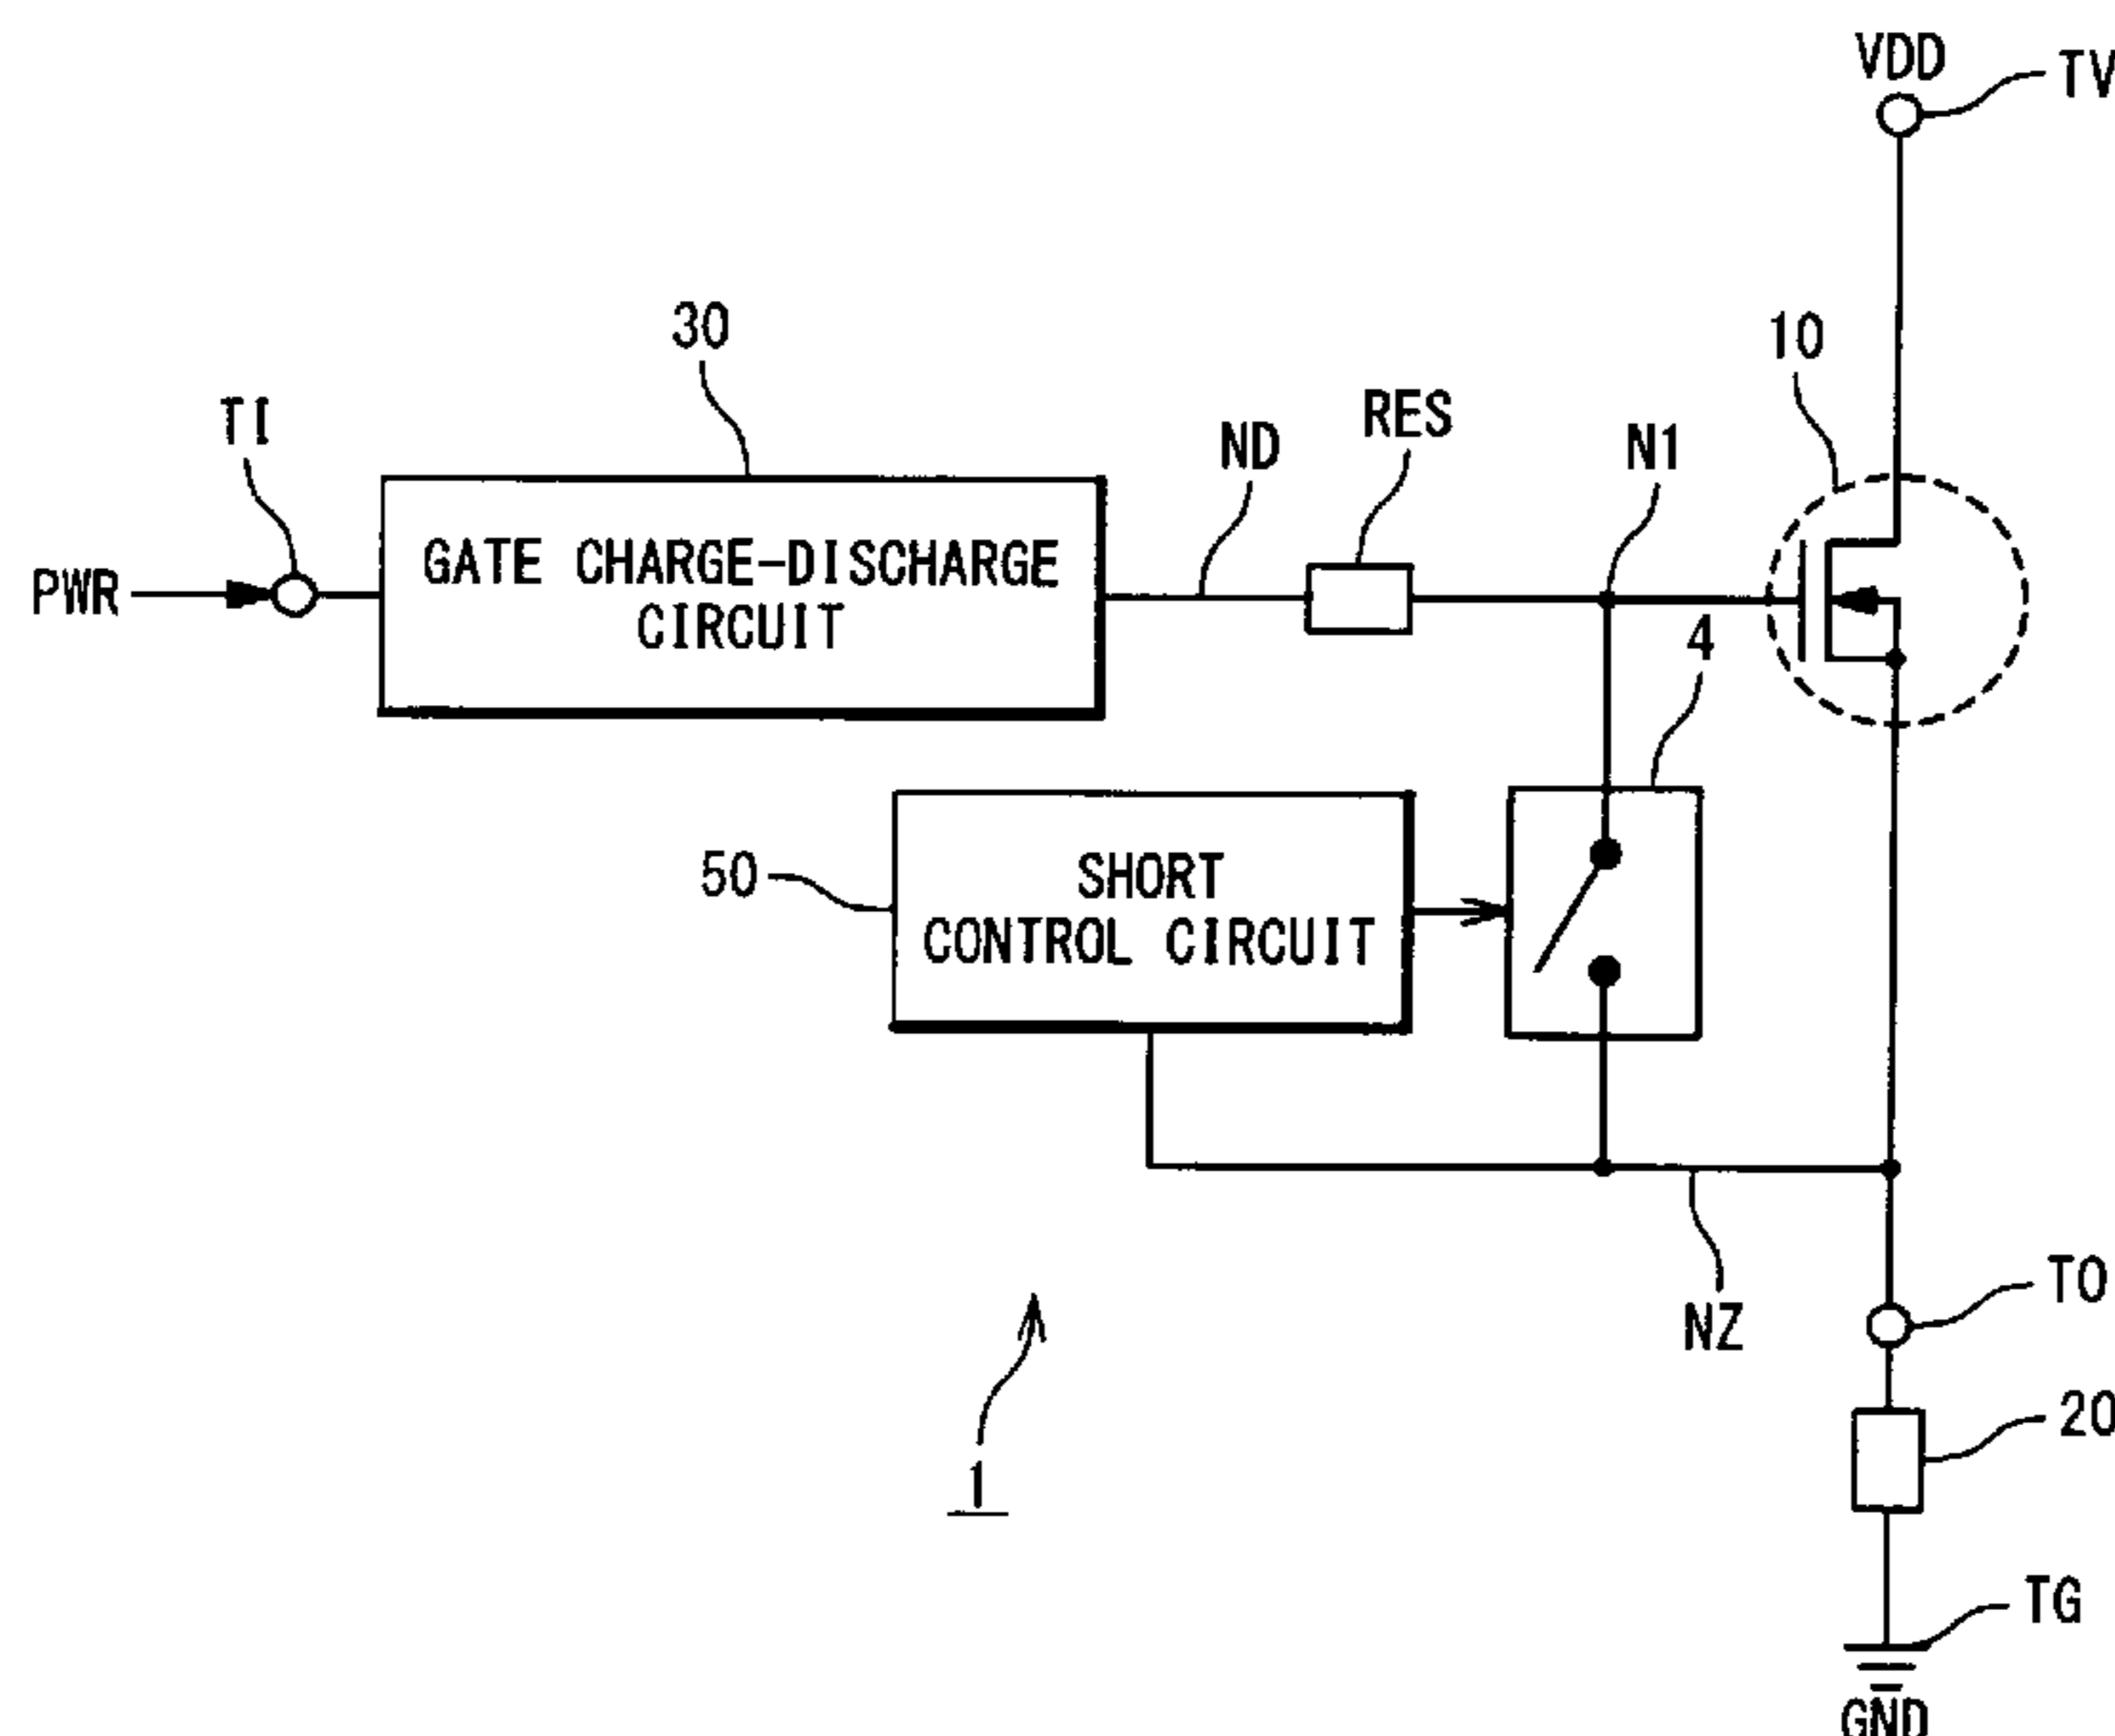 VDD
TV
30
10
TI
RES
ND
N1
PWR
GATE CHARGE-DISCHARGE
CIRCUIT
4
50
SHORT
CONTROL CIRCUIT
TO
NZ
20
1
TG
GND